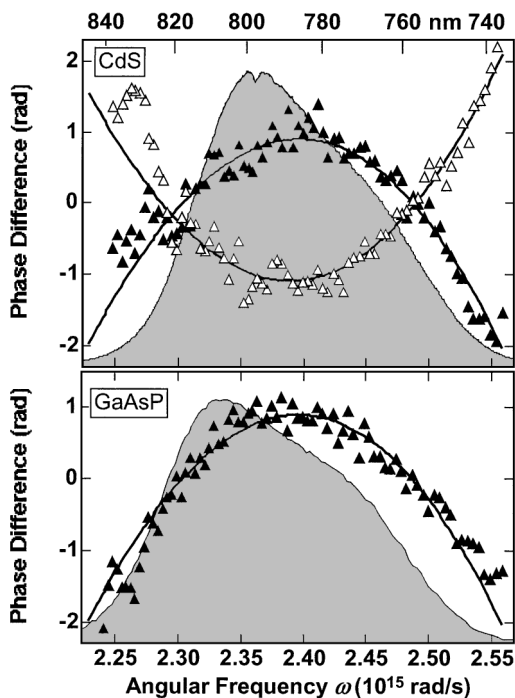 840 820 800 780 760 nm 740
CdS
Phase Difference (rad)
2
1
0
-1
-2
GaAsP
Phase Difference (rad)
1
0
-1
-2
2.25 2.30 2.35 2.40 2.45 2.50 2.55
Angular Frequency ω (10¹⁵ rad/s)